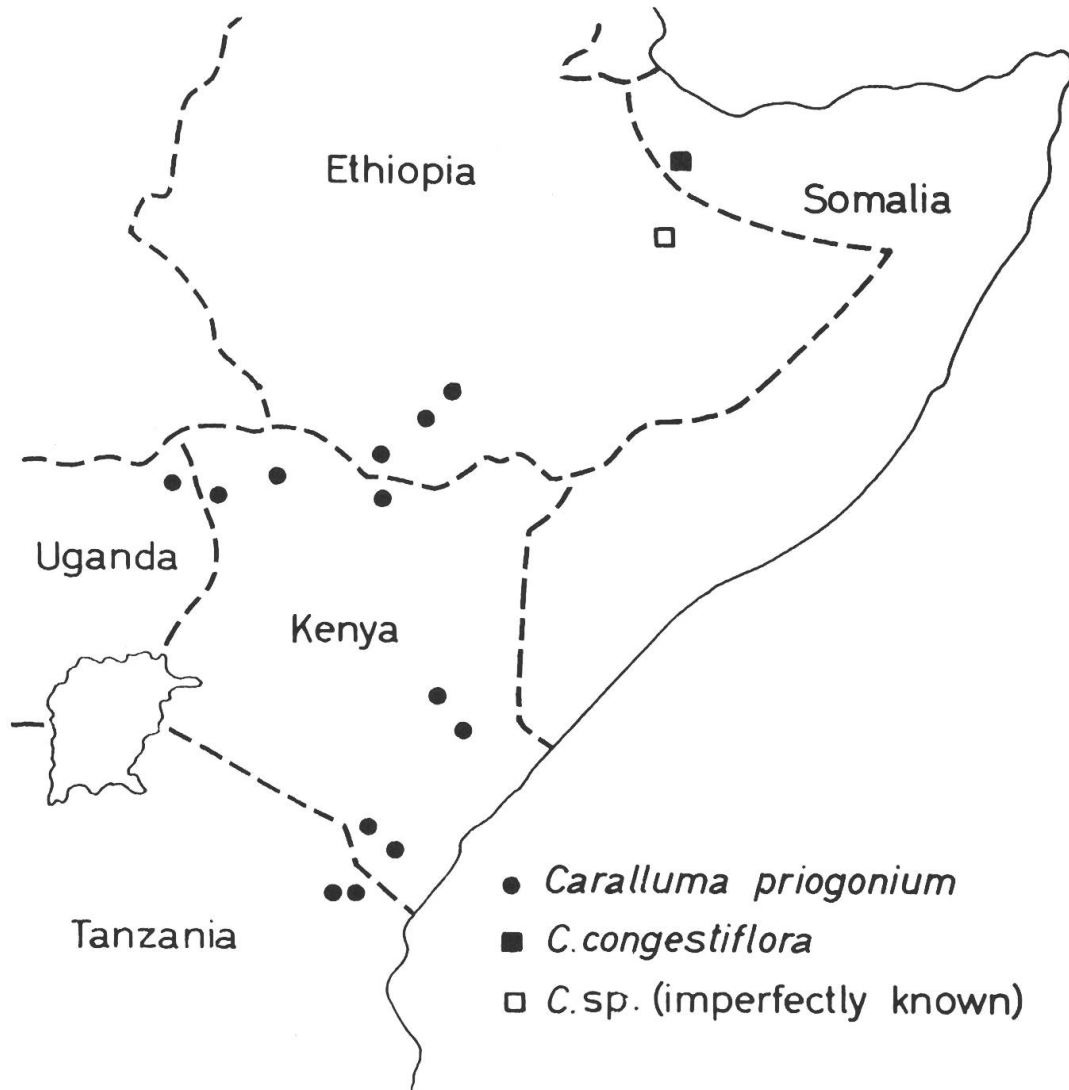 Ethiopia
Somalia
Uganda
Kenya
Tanzania
Caralluma priogonium
C. congestiflora
C. sp. (imperfectly known)